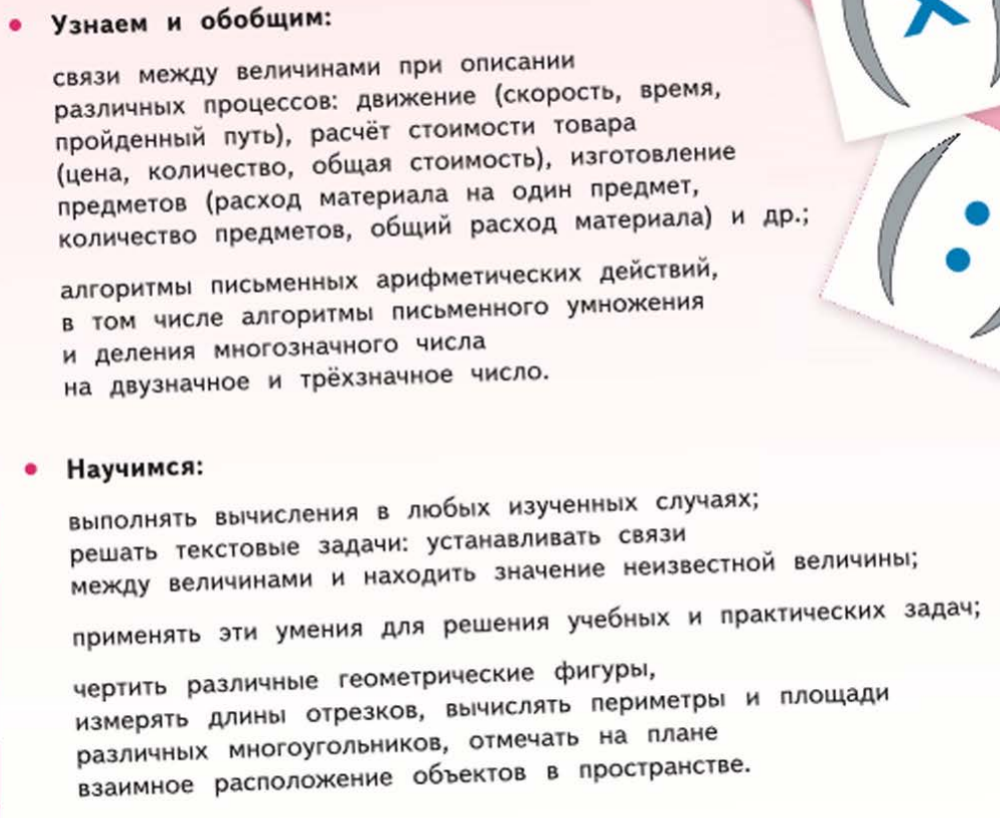 Узнаем и обобщим:
связи между величинами при описании
различных процессов: движение (скорость, время,
пройденный путь), расчёт стоимости товара
(цена, количество, общая стоимость), изготовление
предметов (расход материала на один предмет,
количество предметов, общий расход материала) и др.;
алгоритмы письменных арифметических действий,
в том числе алгоритмы письменного умножения
и деления многозначного числа
на двузначное и трёхзначное число.
Научимся:
выполнять вычисления в любых изученных случаях;
решать текстовые задачи: устанавливать связи
между величинами и находить значение неизвестной величины;
применять эти умения для решения учебных и практических задач;
чертить различные геометрические фигуры,
измерять длины отрезков, вычислять периметры и площади
различных многоугольников, отмечать на плане
взаимное расположение объектов в пространстве.